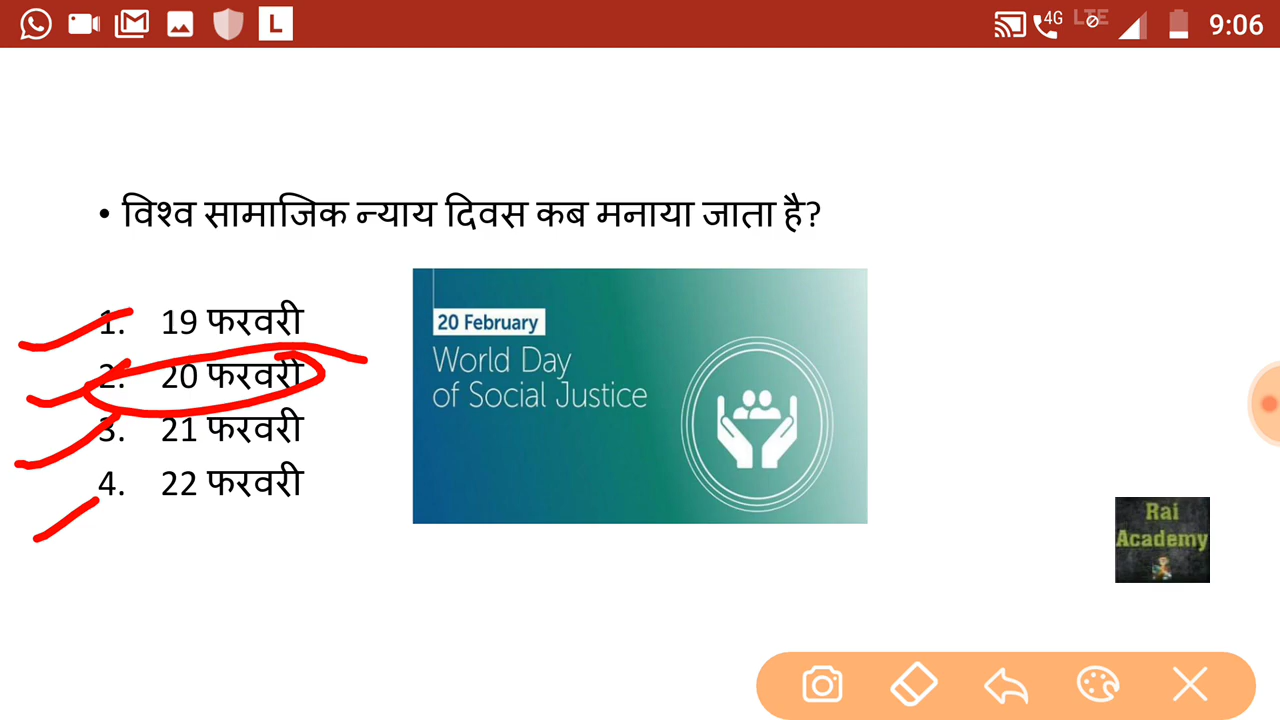 L 4G LTE 9:06
• विश्व सामाजिक न्याय दिवस कब मनाया जाता है?
1. 19 फरवरी
2. 20 फरवरी
3. 21 फरवरी
4. 22 फरवरी
20 February
World Day
of Social Justice
Rai
Academy